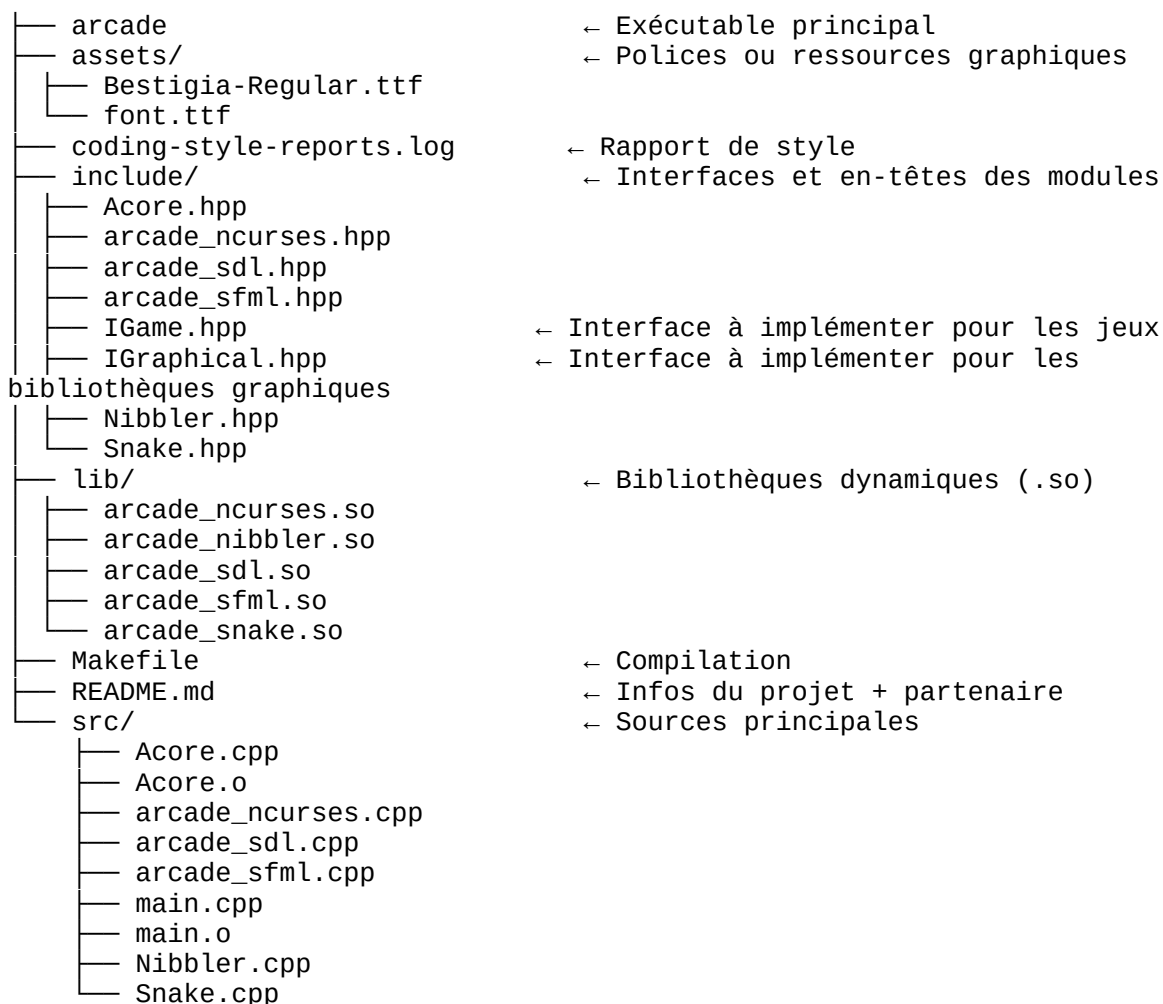 ├── arcade ← Exécutable principal
├── assets/ ← Polices ou ressources graphiques
│ ├── Bestigia-Regular.ttf
│ └── font.ttf
├── coding-style-reports.log ← Rapport de style
├── include/ ← Interfaces et en-têtes des modules
│ ├── Acore.hpp
│ ├── arcade_ncurses.hpp
│ ├── arcade_sdl.hpp
│ ├── arcade_sfml.hpp
│ ├── IGame.hpp ← Interface à implémenter pour les jeux
│ ├── IGraphical.hpp ← Interface à implémenter pour les
bibliothèques graphiques
│ ├── Nibbler.hpp
│ └── Snake.hpp
├── lib/ ← Bibliothèques dynamiques (.so)
│ ├── arcade_ncurses.so
│ ├── arcade_nibbler.so
│ ├── arcade_sdl.so
│ ├── arcade_sfml.so
│ └── arcade_snake.so
├── Makefile ← Compilation
├── README.md ← Infos du projet + partenaire
└── src/ ← Sources principales
├── Acore.cpp
├── Acore.o
├── arcade_ncurses.cpp
├── arcade_sdl.cpp
├── arcade_sfml.cpp
├── main.cpp
├── main.o
├── Nibbler.cpp
└── Snake.cpp